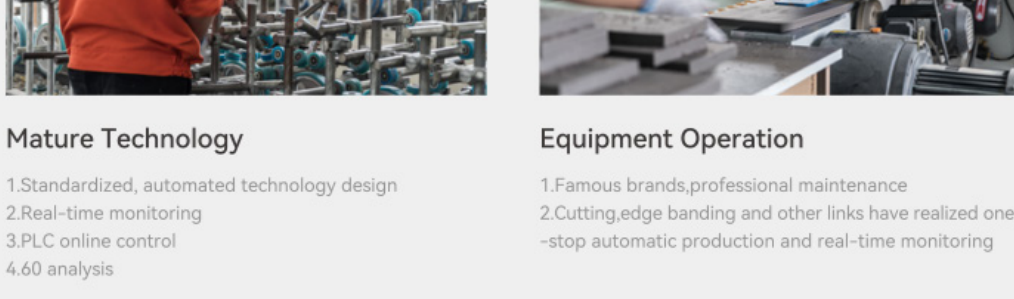 Mature Technology
1.Standardized, automated technology design
2.Real-time monitoring
3.PLC online control
4.60 analysis
Equipment Operation
1.Famous brands,professional maintenance
2.Cutting,edge banding and other links have realized one
-stop automatic production and real-time monitoring